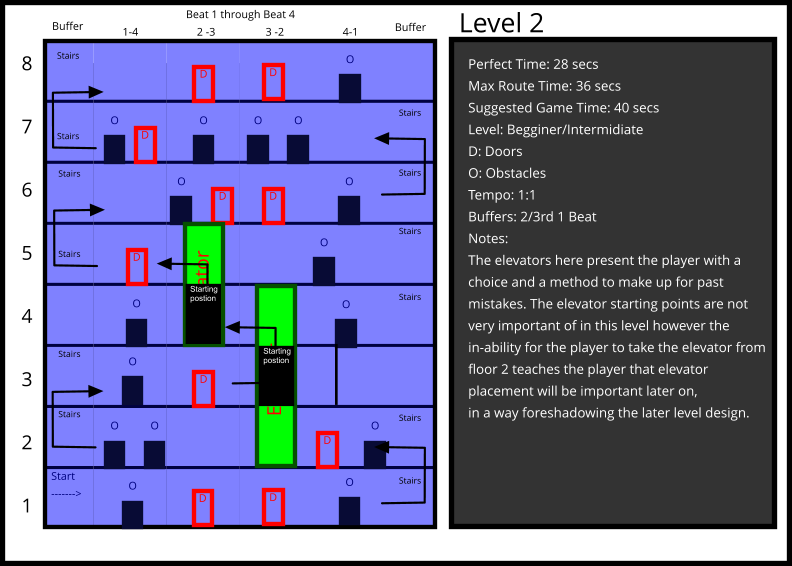 Beat 1 through Beat 4
Level 2
Buffer
1-4
2 -3
3 -2
4-1
Buffer
8
Stairs
D
D
O
7
Stairs
O
D
O
O
O
Stairs
6
Stairs
O
D
D
O
5
Stairs
D
ator
O
Stairs
4
O
Starting
postion
O
Stairs
3
Stairs
O
D
Starting
postion
E
2
Stairs
O
O
D
O
Stairs
1
Start
------->
O
D
D
O
Stairs
Perfect Time: 28 secs
Max Route Time: 36 secs
Suggested Game Time: 40 secs
Level: Begginer/Intermidiate
D: Doors
O: Obstacles
Tempo: 1:1
Buffers: 2/3rd 1 Beat
Notes:
The elevators here present the player with a
choice and a method to make up for past
mistakes. The elevator starting points are not
very important of in this level however the
in-ability for the player to take the elevator from
floor 2 teaches the player that elevator
placement will be important later on,
in a way foreshadowing the later level design.